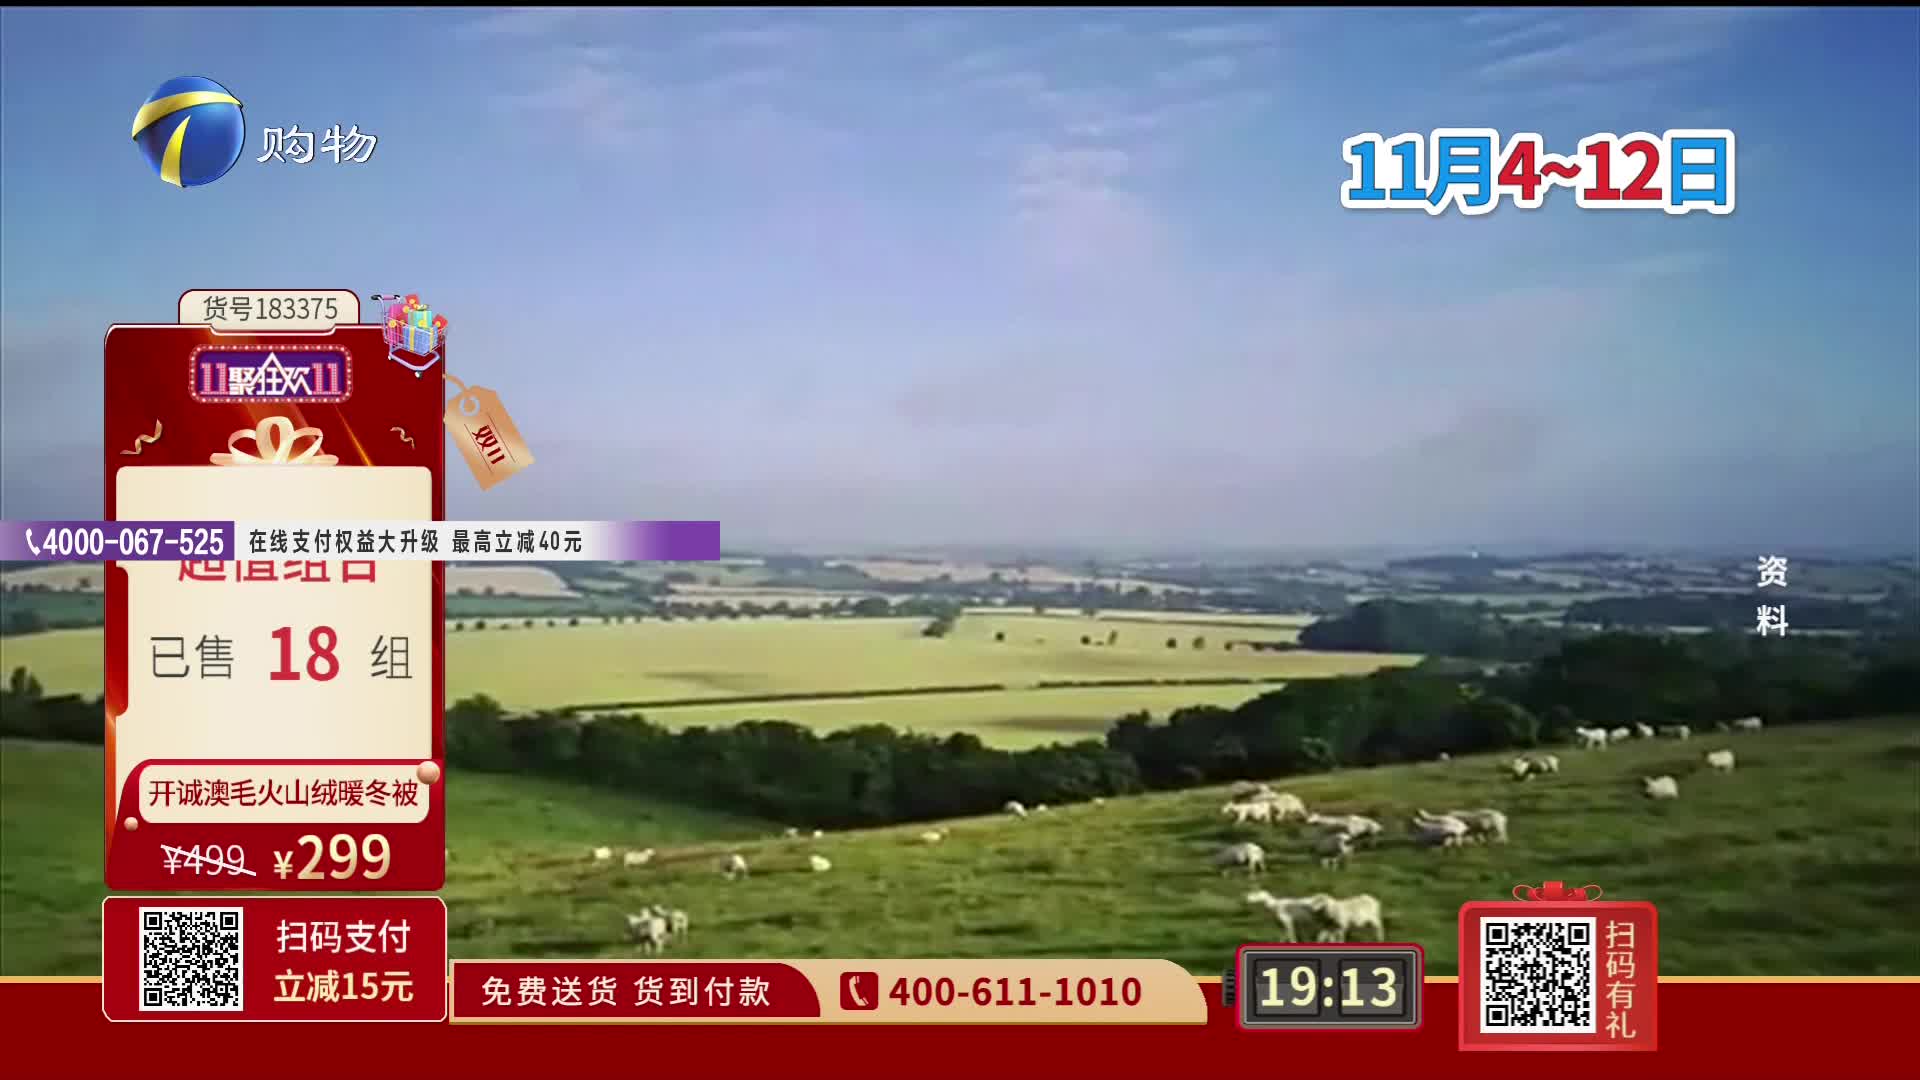 购物
11月4~12日
货号183375
11聚狂欢11
双11
4000-067-525 在线支付权益大升级 最高立减40元
超值组合
已售 18 组
资料
开诚澳毛火山绒暖冬被
¥499 ¥299
扫码支付
立减15元
免费送货 货到付款 400-611-1010
19:13
扫码有礼